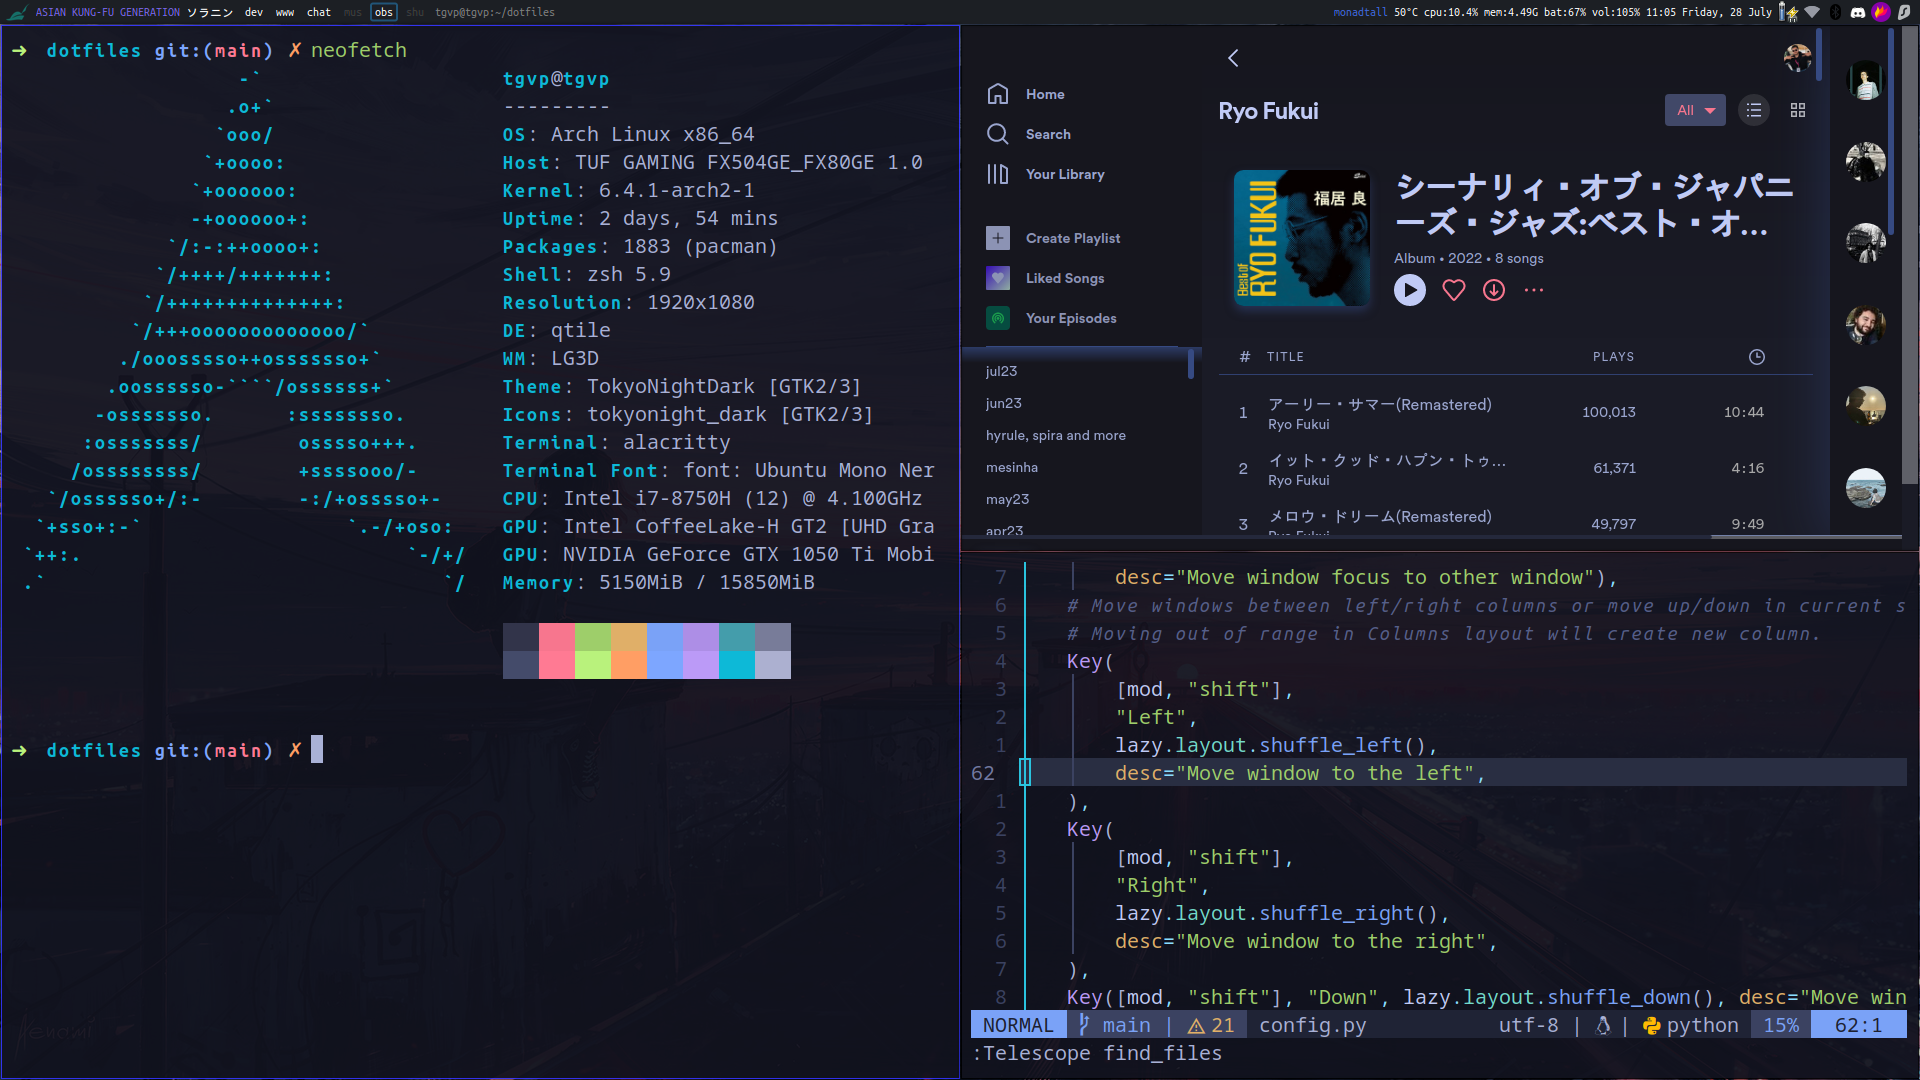 ASIAN KUNG-FU GENERATION ソラニン dev www chat mus obs shu tgvp@tgvp:~/dotfiles
monadtall 50°C cpu:10.4% mem:4.49G bat:67% vol:105% 11:05 Friday, 28 July
➜ dotfiles git:(main) ✗ neofetch
-`
.o+`
`ooo/
`+oooo:
`+oooooo:
-+oooooo+:
`/:-:++oooo+:
`/++++/+++++++:
`/++++++++++++++:
`/+++ooooooooooooo/`
./ooosssso++osssssso+`
.oossssso-````/ossssss+`
-osssssso. :ssssssso.
:osssssss/ osssso+++.
/ossssssss/ +ssssooo/-
`/ossssso+/:- -:/+osssso+-
`+sso+:-` `.-/+oso:
`++:. `-/+/
.` `/
tgvp@tgvp
---------
OS: Arch Linux x86_64
Host: TUF GAMING FX504GE_FX80GE 1.0
Kernel: 6.4.1-arch2-1
Uptime: 2 days, 54 mins
Packages: 1883 (pacman)
Shell: zsh 5.9
Resolution: 1920x1080
DE: qtile
WM: LG3D
Theme: TokyoNightDark [GTK2/3]
Icons: tokyonight_dark [GTK2/3]
Terminal: alacritty
Terminal Font: font: Ubuntu Mono Ner
CPU: Intel i7-8750H (12) @ 4.100GHz
GPU: Intel CoffeeLake-H GT2 [UHD Gra
GPU: NVIDIA GeForce GTX 1050 Ti Mobi
Memory: 5150MiB / 15850MiB
➜ dotfiles git:(main) ✗
Home
Search
Your Library
Create Playlist
Liked Songs
Your Episodes
jul23
jun23
hyrule, spira and more
mesinha
may23
apr23
Ryo Fukui
All
福居 良
Best of
RYO FUKUI
シーナリィ・オブ・ジャパニ
ーズ・ジャズ:ベスト・オ...
Album • 2022 • 8 songs
# TITLE PLAYS
1 アーリー・サマー(Remastered) 100,013 10:44
Ryo Fukui
2 イット・クッド・ハプン・トゥ... 61,371 4:16
Ryo Fukui
3 メロウ・ドリーム(Remastered) 49,797 9:49
Ryo Fukui
7 desc="Move window focus to other window"),
6 # Move windows between left/right columns or move up/down in current s
5 # Moving out of range in Columns layout will create new column.
4 Key(
3 [mod, "shift"],
2 "Left",
1 lazy.layout.shuffle_left(),
62 desc="Move window to the left",
1 ),
2 Key(
3 [mod, "shift"],
4 "Right",
5 lazy.layout.shuffle_right(),
6 desc="Move window to the right",
7 ),
8 Key([mod, "shift"], "Down", lazy.layout.shuffle_down(), desc="Move win
NORMAL main | 21 config.py utf-8 | | python 15% 62:1
:Telescope find_files